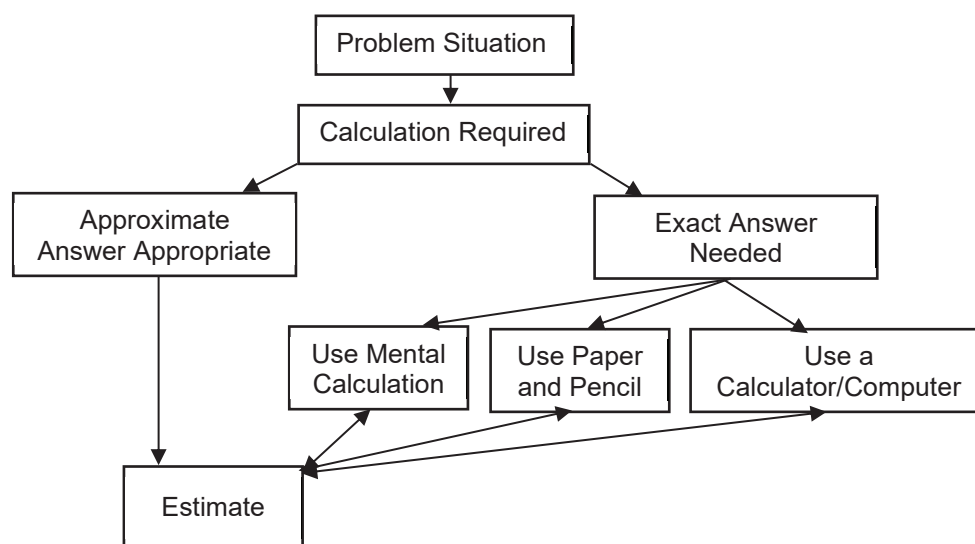 Problem Situation
Calculation Required
Approximate
Answer Appropriate
Exact Answer
Needed
Use Mental
Calculation
Use Paper
and Pencil
Use a
Calculator/Computer
Estimate